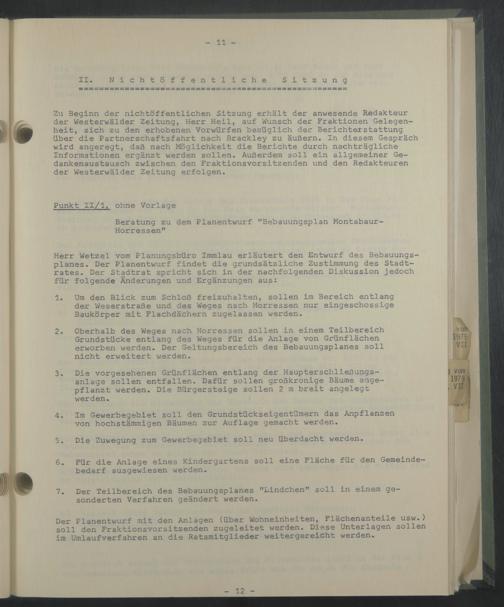 - 11 -
II. Nichtöffentliche Sitzung
Zu Beginn der nichtöffentlichen Sitzung erhält der anwesende Redakteur
der Westerwälder Zeitung, Herr Heil, auf Wunsch der Fraktionen Gelegen-
heit, sich zu den erhobenen Vorwürfen bezüglich der Berichterstattung
über die Partnerschaftsfahrt nach Brackley zu äußern. In diesem Gespräch
wird angeregt, daß nach Möglichkeit die Berichte durch nachträgliche
Informationen ergänzt werden sollen. Außerdem soll ein allgemeiner Ge-
dankenaustausch zwischen den Fraktionsvorsitzenden und den Redakteuren
der Westerwälder Zeitung erfolgen.
Punkt II/1, ohne Vorlage
Beratung zu dem Planentwurf "Bebauungsplan Montabaur-
Horressen"
Herr Wetzel vom Planungsbüro Immlau erläutert den Entwurf des Bebauungs-
planes. Der Planentwurf findet die grundsätzliche Zustimmung des Stadt-
rates. Der Stadtrat spricht sich in der nachfolgenden Diskussion jedoch
für folgende Änderungen und Ergänzungen aus:
1. Um den Blick zum Schloß freizuhalten, sollen im Bereich entlang
der Weserstraße und des Weges nach Horressen nur eingeschossige
Baukörper mit Flachdächern zugelassen werden.
2. Oberhalb des Weges nach Horressen sollen in einem Teilbereich
Grundstücke entlang des Weges für die Anlage von Grünflächen
erworben werden. Der Geltungsbereich des Bebauungsplanes soll
nicht erweitert werden.
3. Die vorgesehenen Grünflächen entlang der Haupterschließungs-
anlage sollen entfallen. Dafür sollen großkronige Bäume ange-
pflanzt werden. Die Bürgersteige sollen 2 m breit angelegt
werden.
4. Im Gewerbegebiet soll den Grundstückseigentümern das Anpflanzen
von hochstämmigen Bäumen zur Auflage gemacht werden.
5. Die Zuwegung zum Gewerbegebiet soll neu überdacht werden.
6. Für die Anlage eines Kindergartens soll eine Fläche für den Gemeinde-
bedarf ausgewiesen werden.
7. Der Teilbereich des Bebauungsplanes "Lindchen" soll in einem ge-
sonderten Verfahren geändert werden.
Der Planentwurf mit den Anlagen (über Wohneinheiten, Flächenanteile usw.)
soll den Fraktionsvorsitzenden zugeleitet werden. Diese Unterlagen sollen
im Umlaufverfahren an die Ratsmitglieder weitergereicht werden.
- 12 -